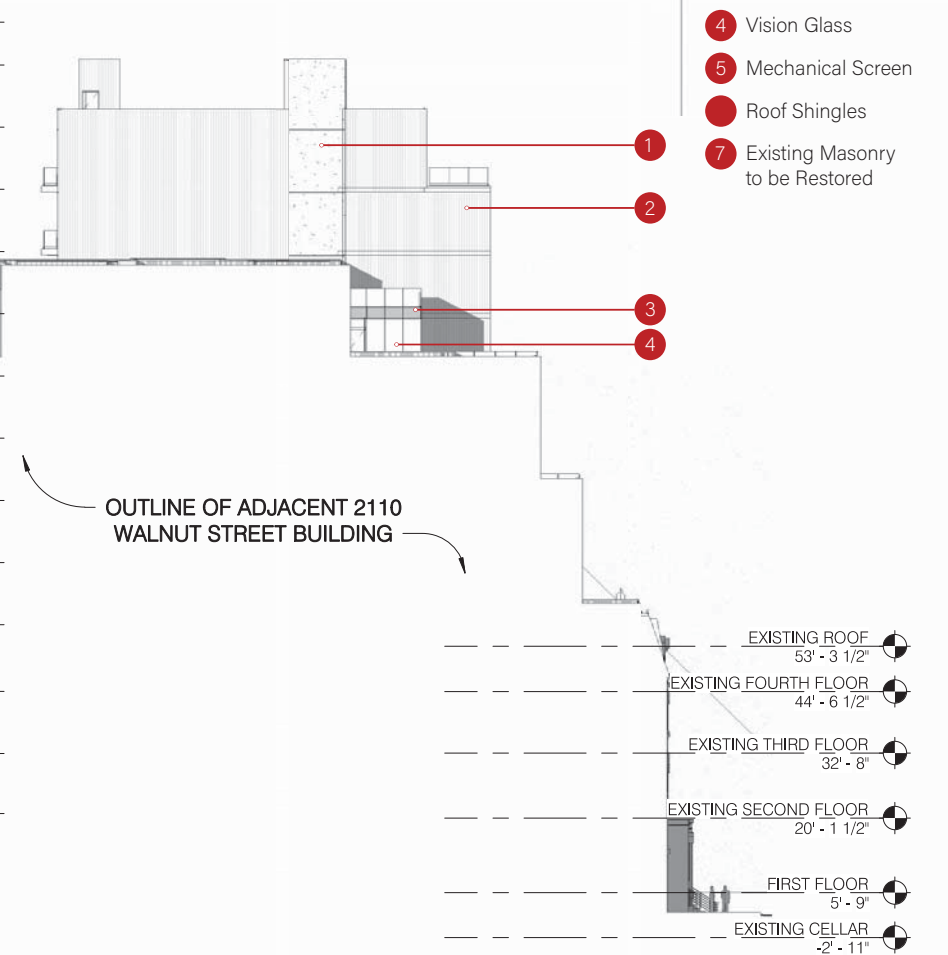 4 Vision Glass
5 Mechanical Screen
Roof Shingles
7 Existing Masonry
to be Restored
1
2
3
4
OUTLINE OF ADJACENT 2110
WALNUT STREET BUILDING
EXISTING ROOF
53' - 3 1/2"
EXISTING FOURTH FLOOR
44' - 6 1/2"
EXISTING THIRD FLOOR
32' - 8"
EXISTING SECOND FLOOR
20' - 1 1/2"
FIRST FLOOR
5' - 9"
EXISTING CELLAR
-2' - 11"